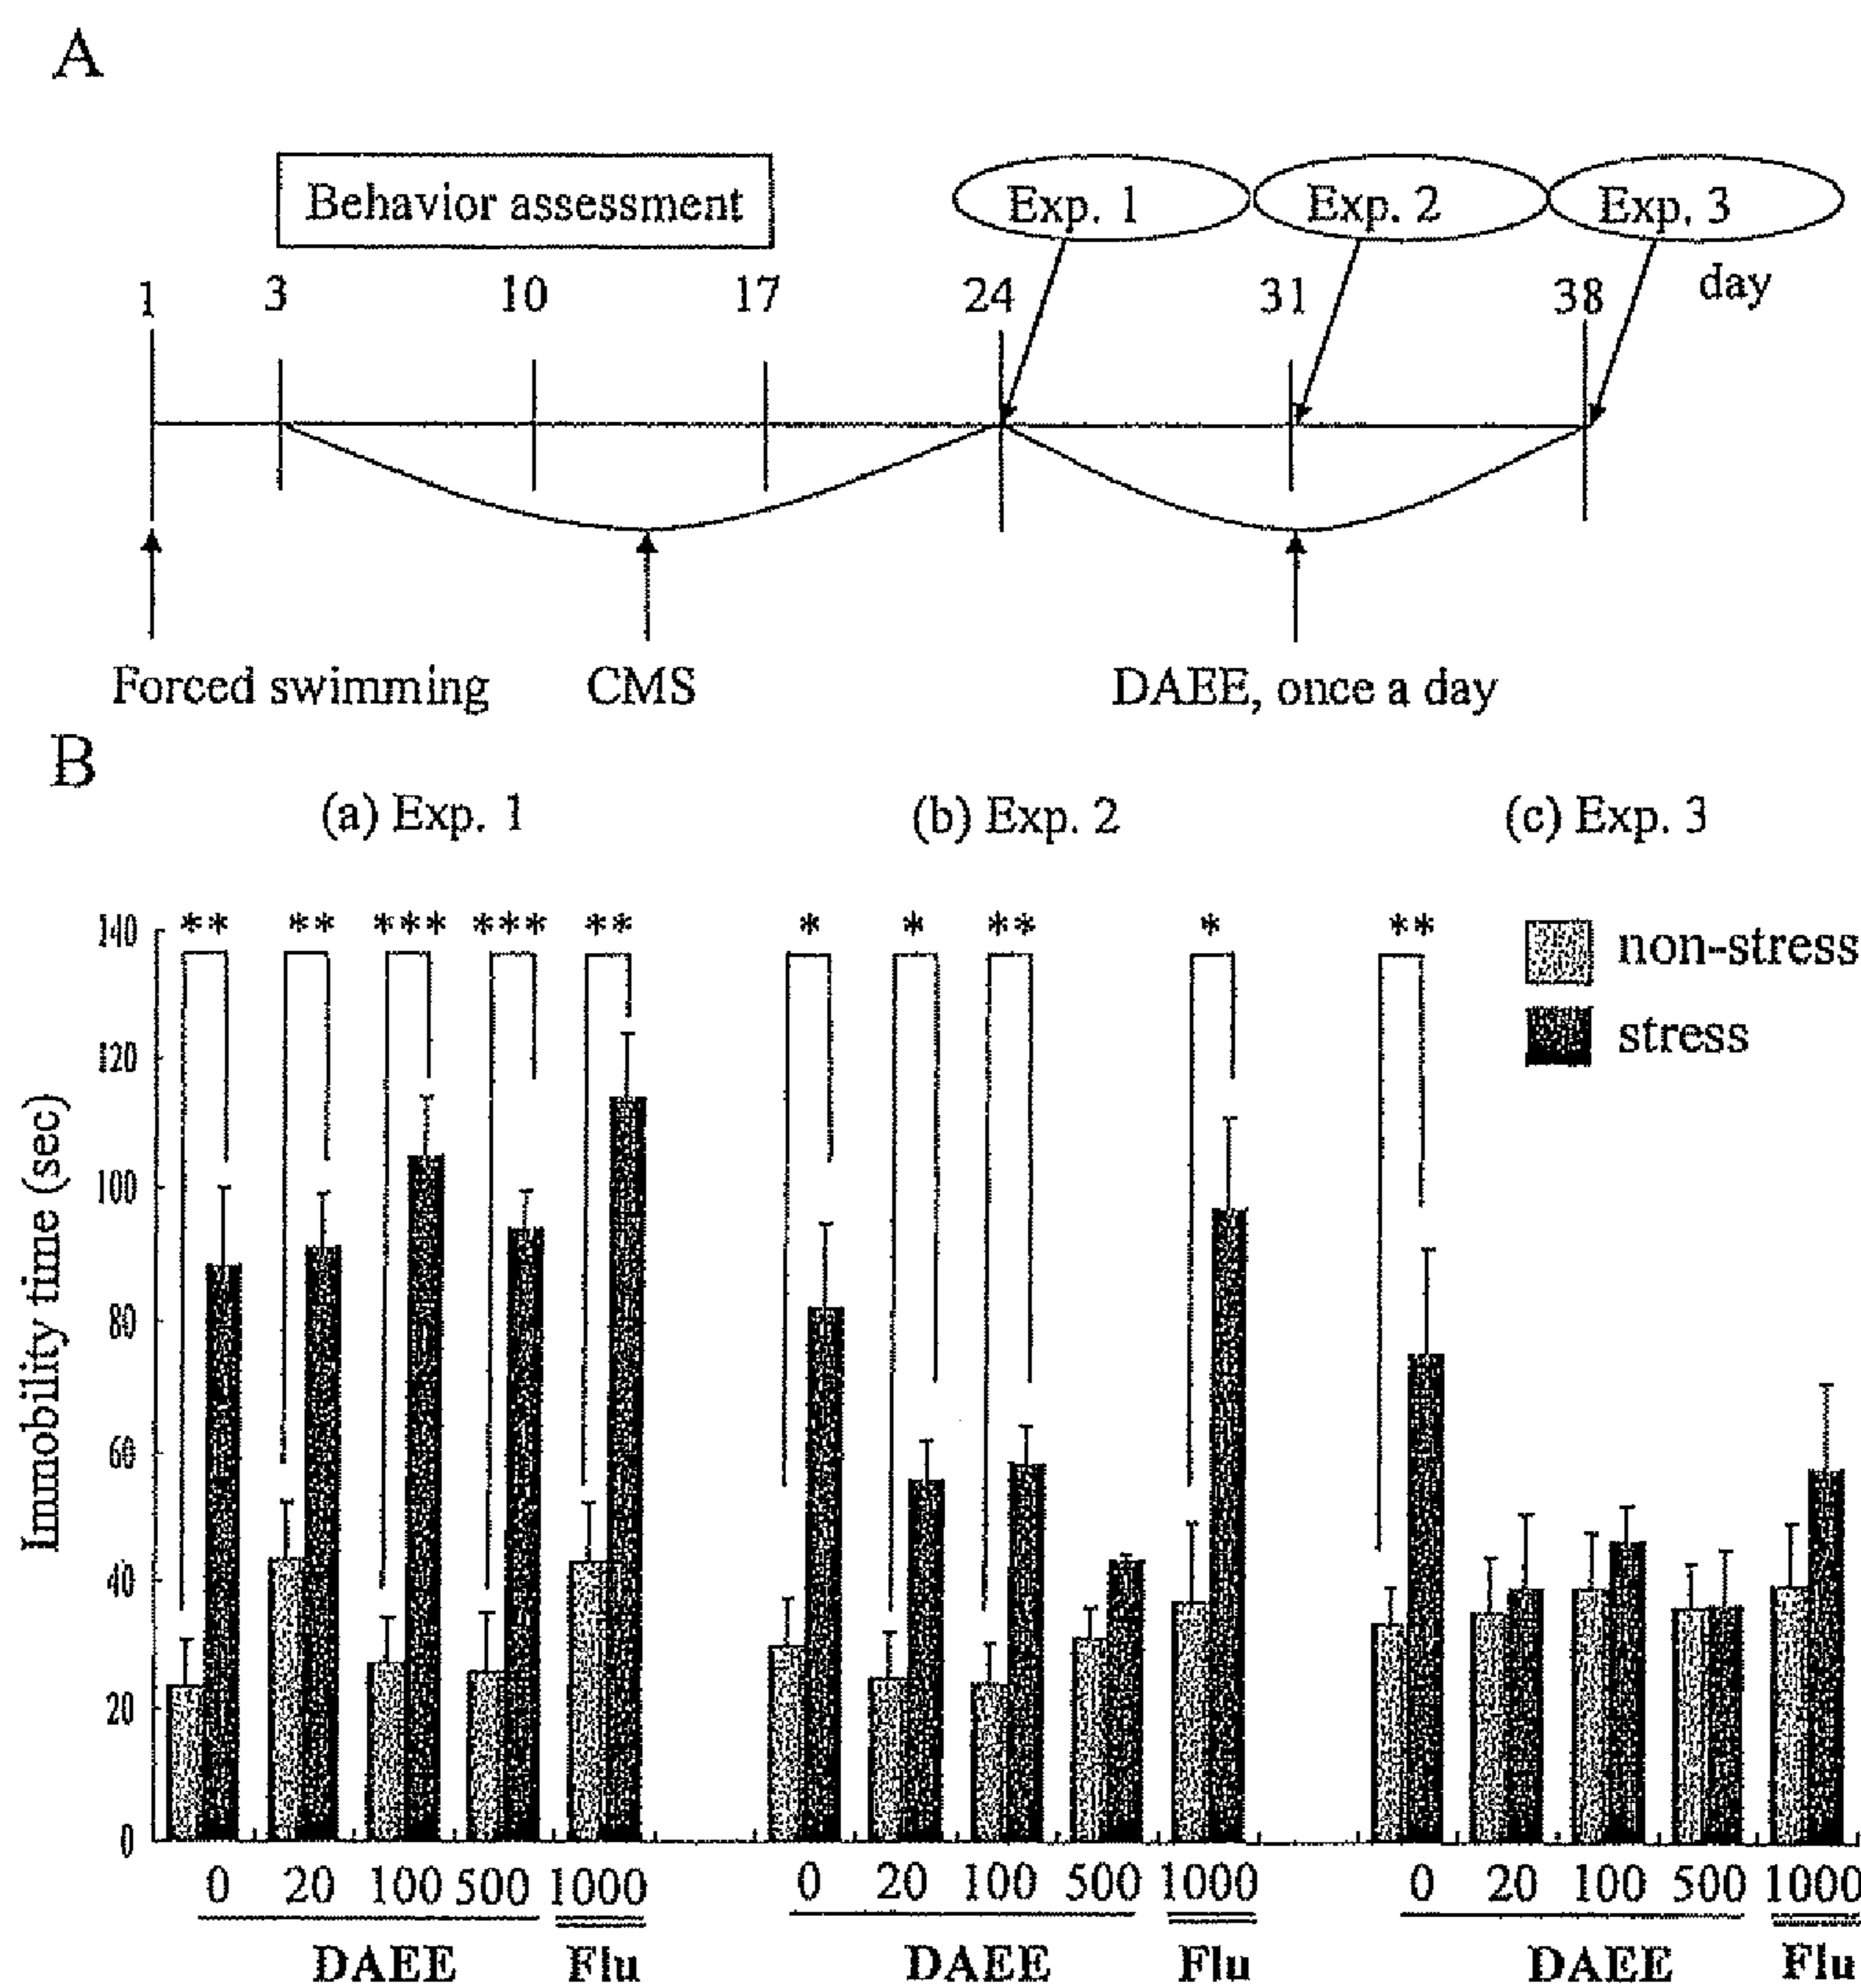 A
Behavior assessment
Exp. 1 Exp. 2 Exp. 3
1 3 10 17 24 31 38 day
Forced swimming CMS DAEE, once a day
B
(a) Exp. 1 (b) Exp. 2 (c) Exp. 3
** ** *** *** ** * * ** * **
non-stress
stress
Immobility time (sec)
140
120
100
80
60
40
20
0
0 20 100 500 1000 0 20 100 500 1000 0 20 100 500 1000
DAEE Flu DAEE Flu DAEE Flu